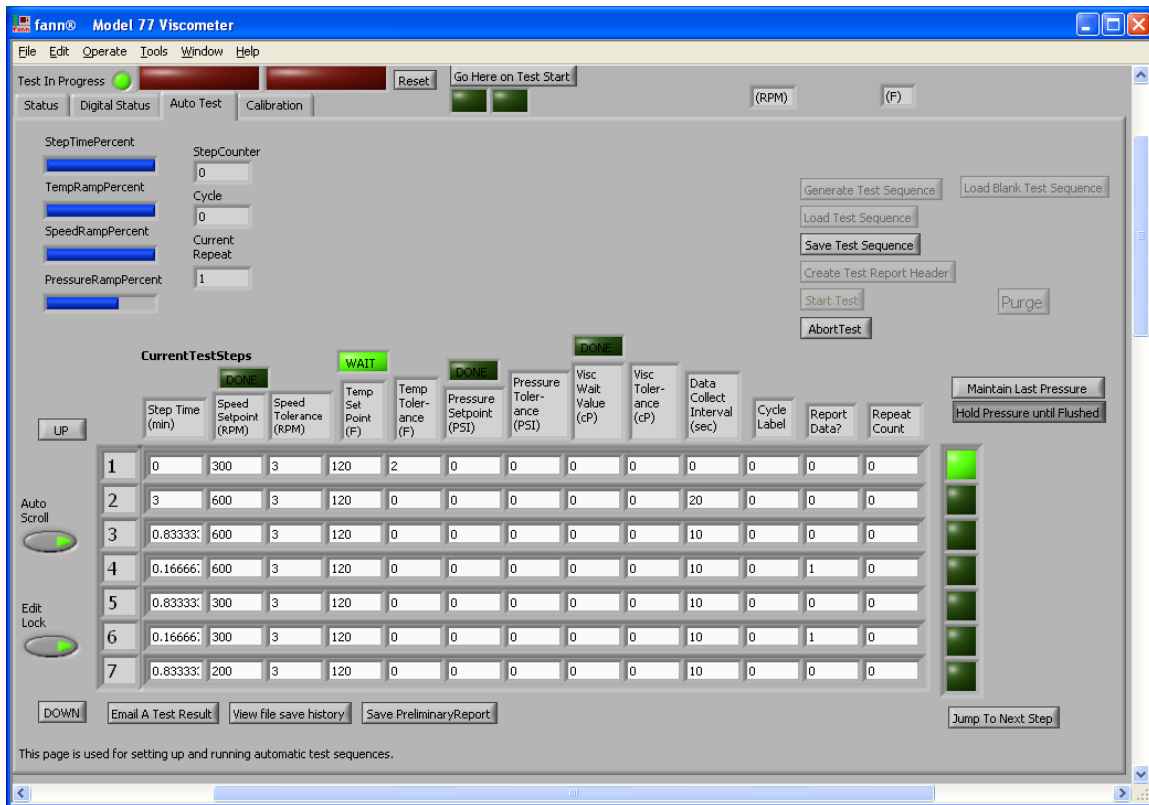 fann® Model 77 Viscometer
File Edit Operate Tools Window Help
Test In Progress Reset Go Here on Test Start
Status Digital Status Auto Test Calibration (RPM) (F)
StepTimePercent
StepCounter
0
TempRampPercent
Cycle
0
SpeedRampPercent
Current
Repeat
1
PressureRampPercent
Generate Test Sequence Load Blank Test Sequence
Load Test Sequence
Save Test Sequence
Create Test Report Header
Start Test Purge
AbortTest
CurrentTestSteps
DONE WAIT DONE DONE
Step Time
(min)
Speed
Setpoint
(RPM)
Speed
Tolerance
(RPM)
Temp
Set
Point
(F)
Temp
Toler-
ance
(F)
Pressure
Setpoint
(PSI)
Pressure
Toler-
ance
(PSI)
Visc
Wait
Value
(cP)
Visc
Toler-
ance
(cP)
Data
Collect
Interval
(sec)
Cycle
Label
Report
Data?
Repeat
Count
Maintain Last Pressure
Hold Pressure until Flushed
UP
1 0 300 3 120 2 0 0 0 0 0 0 0 0
2 3 600 3 120 0 0 0 0 0 20 0 0 0
3 0.83333 600 3 120 0 0 0 0 0 10 0 0 0
4 0.16666 600 3 120 0 0 0 0 0 10 0 1 0
5 0.83333 300 3 120 0 0 0 0 0 10 0 0 0
6 0.16666 300 3 120 0 0 0 0 0 10 0 1 0
7 0.83333 200 3 120 0 0 0 0 0 10 0 0 0
Auto
Scroll
Edit
Lock
DOWN Email A Test Result View file save history Save PreliminaryReport Jump To Next Step
This page is used for setting up and running automatic test sequences.